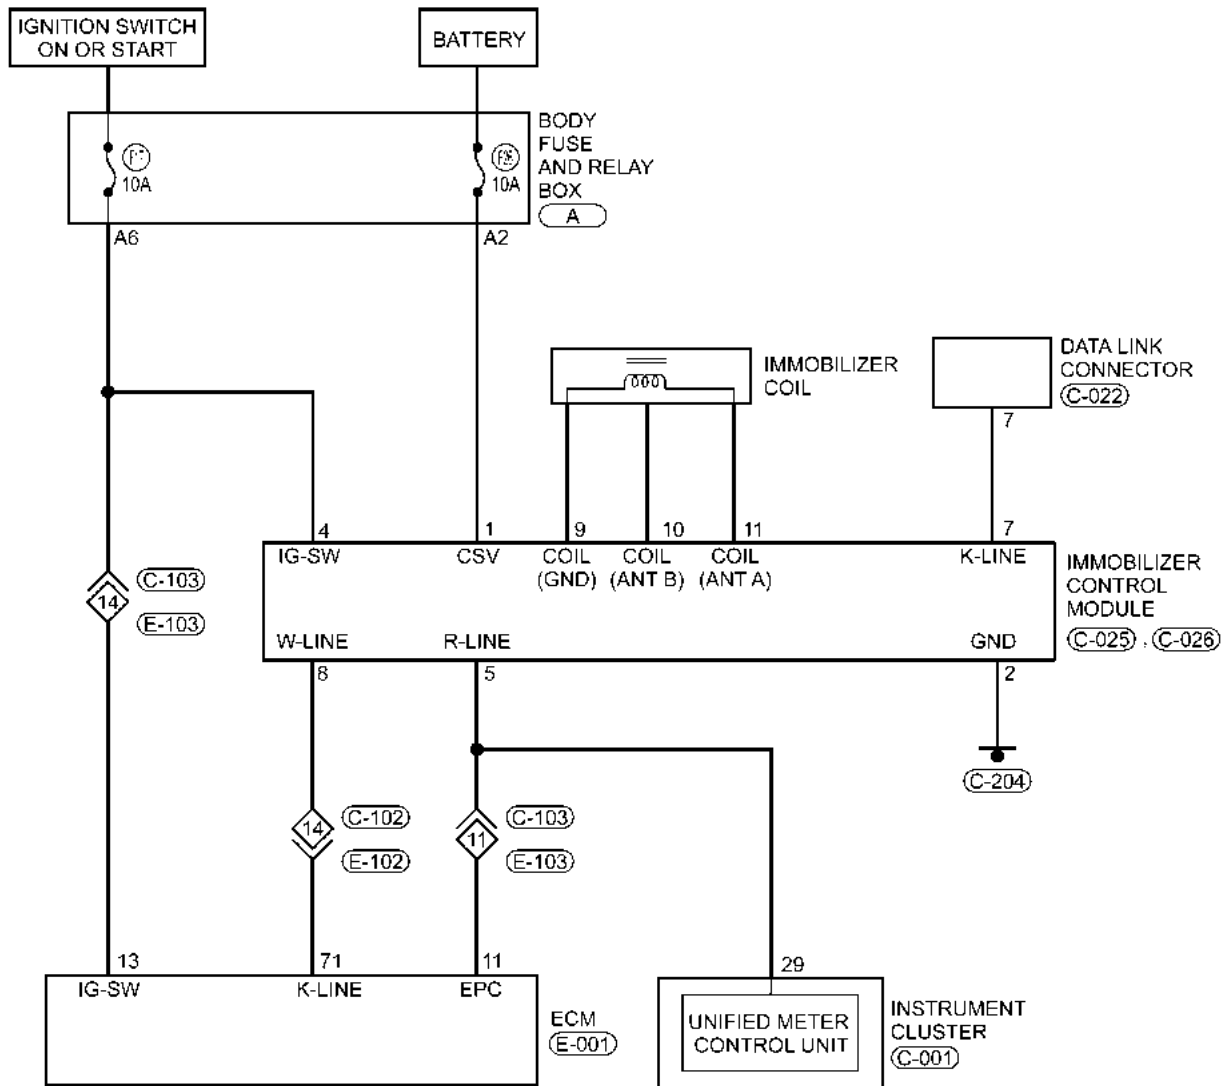 IGNITION SWITCH
ON OR START
BATTERY
BODY
FUSE
AND RELAY
BOX
A
F17
10A
F26
10A
A6
A2
IMMOBILIZER
COIL
DATA LINK
CONNECTOR
C-022
7
4
1
9
10
11
7
IG-SW
CSV
COIL
(GND)
COIL
(ANT B)
COIL
(ANT A)
K-LINE
IMMOBILIZER
CONTROL
MODULE
C-025 , C-026
C-103
14
E-103
W-LINE
R-LINE
GND
8
5
2
C-204
C-102
14
E-102
C-103
11
E-103
13
71
11
29
IG-SW
K-LINE
EPC
ECM
E-001
UNIFIED METER
CONTROL UNIT
INSTRUMENT
CLUSTER
C-001